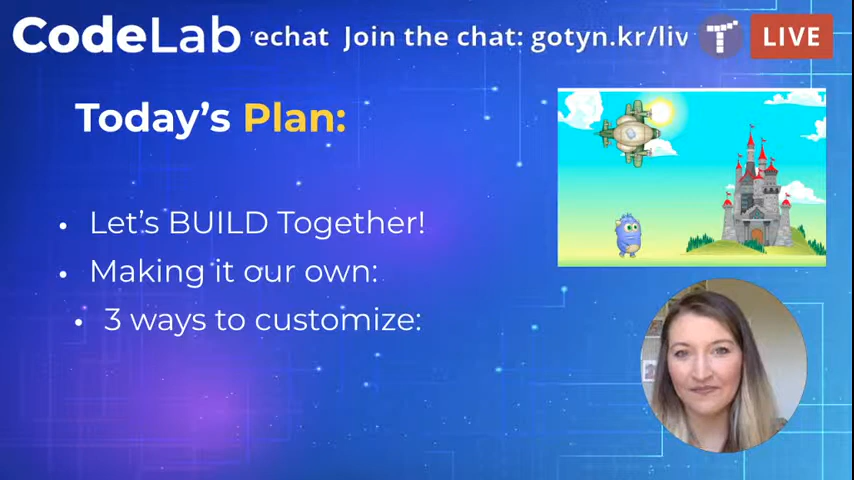 CodeLab echat Join the chat: gotyn.kr/liv T LIVE
Today's Plan:
• Let's BUILD Together!
• Making it our own:
• 3 ways to customize: